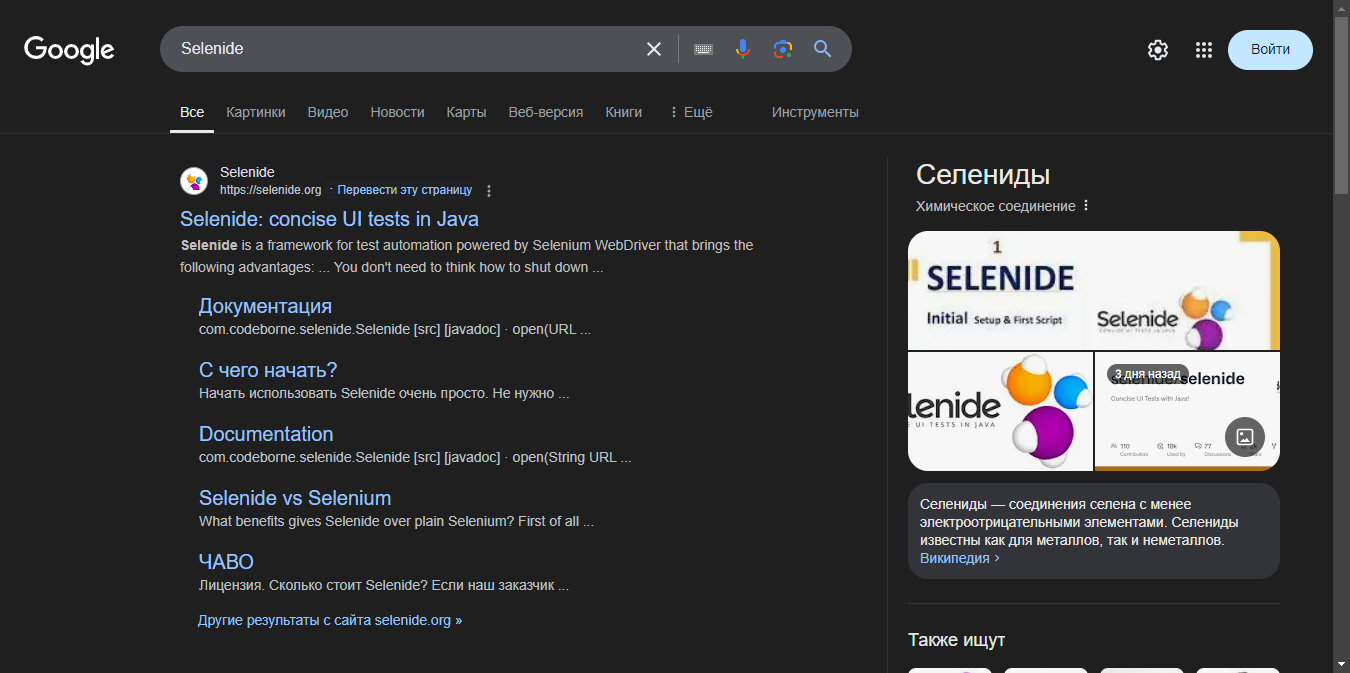 Google
Selenide
Войти
Все Картинки Видео Новости Карты Веб-версия Книги Ещё Инструменты
Selenide
https://selenide.org · Перевести эту страницу
Selenide: concise UI tests in Java
Selenide is a framework for test automation powered by Selenium WebDriver that brings the
following advantages: ... You don't need to think how to shut down ...
Документация
com.codeborne.selenide.Selenide [src] [javadoc] · open(URL ...
С чего начать?
Начать использовать Selenide очень просто. Не нужно ...
Documentation
com.codeborne.selenide.Selenide [src] [javadoc] · open(String URL ...
Selenide vs Selenium
What benefits gives Selenide over plain Selenium? First of all ...
ЧАВО
Лицензия. Сколько стоит Selenide? Если наш заказчик ...
Другие результаты с сайта selenide.org »
Селениды
Химическое соединение
1
SELENIDE
Initial Setup & First Script
Selenide
CONCISE UI TESTS IN JAVA
lenide
E UI TESTS IN JAVA
3 дня назад
selenide/selenide
Concise UI Tests with Java!
110 18k 77 2k
Contributors Used by Discussions Stars
Селениды — соединения селена с менее
электроотрицательными элементами. Селениды
известны как для металлов, так и неметаллов.
Википедия ›
Также ищут